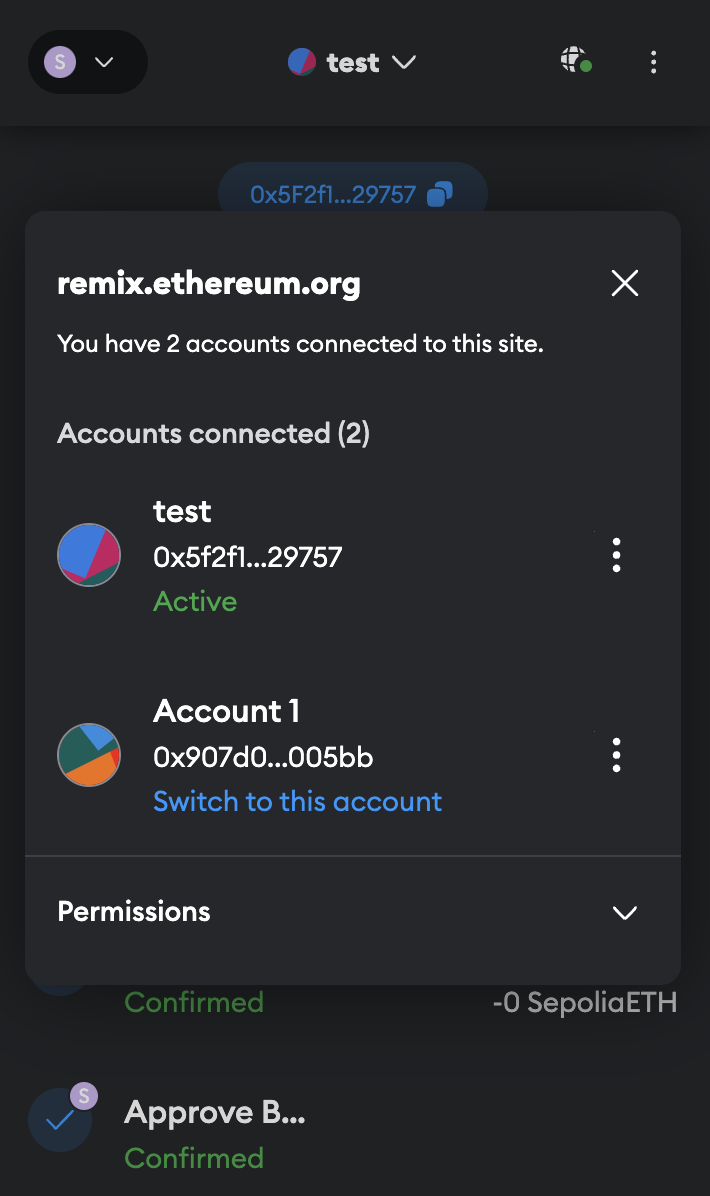 S
test
0x5F2f1...29757
remix.ethereum.org
You have 2 accounts connected to this site.
Accounts connected (2)
test
0x5f2f1...29757
Active
Account 1
0x907d0...005bb
Switch to this account
Permissions
Confirmed
-0 SepoliaETH
S
Approve B...
Confirmed